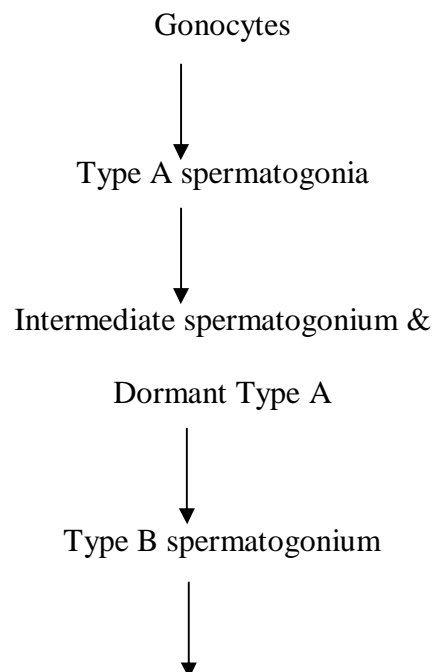 Gonocytes
Type A spermatogonia
Intermediate spermatogonium &
Dormant Type A
Type B spermatogonium